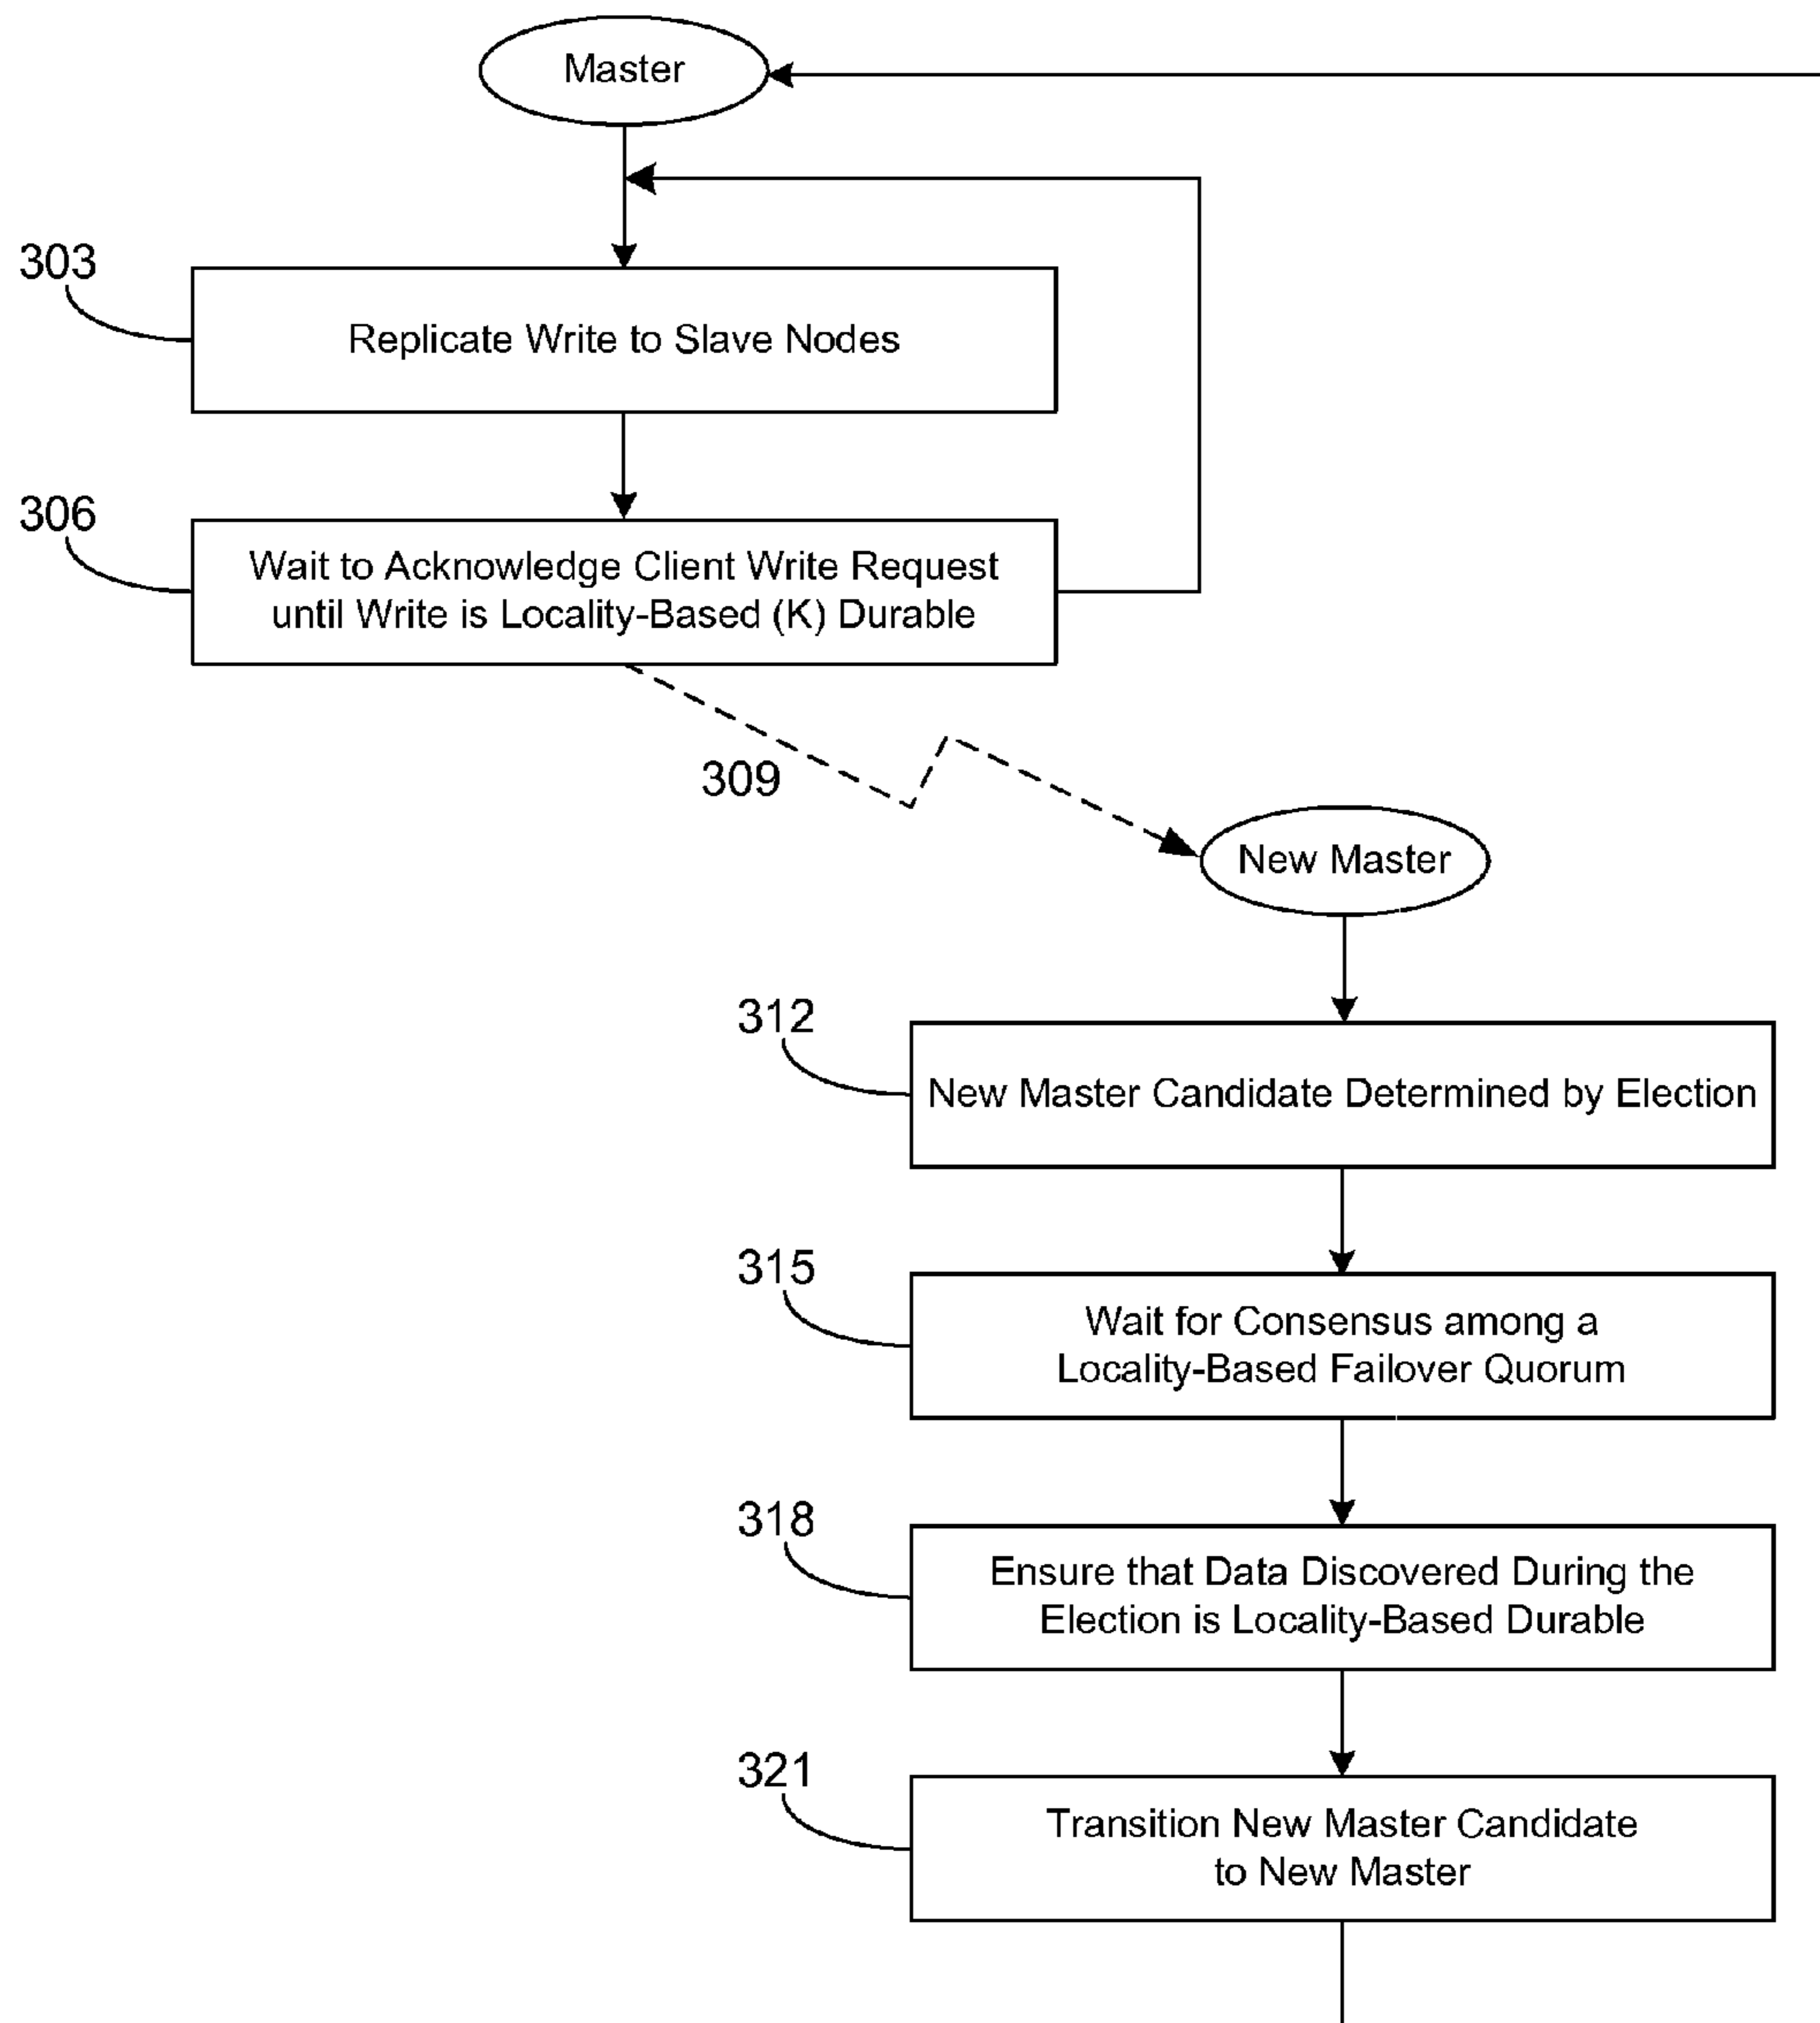 Master
303
Replicate Write to Slave Nodes
306
Wait to Acknowledge Client Write Request
until Write is Locality-Based (K) Durable
309
New Master
312
New Master Candidate Determined by Election
315
Wait for Consensus among a
Locality-Based Failover Quorum
318
Ensure that Data Discovered During the
Election is Locality-Based Durable
321
Transition New Master Candidate
to New Master